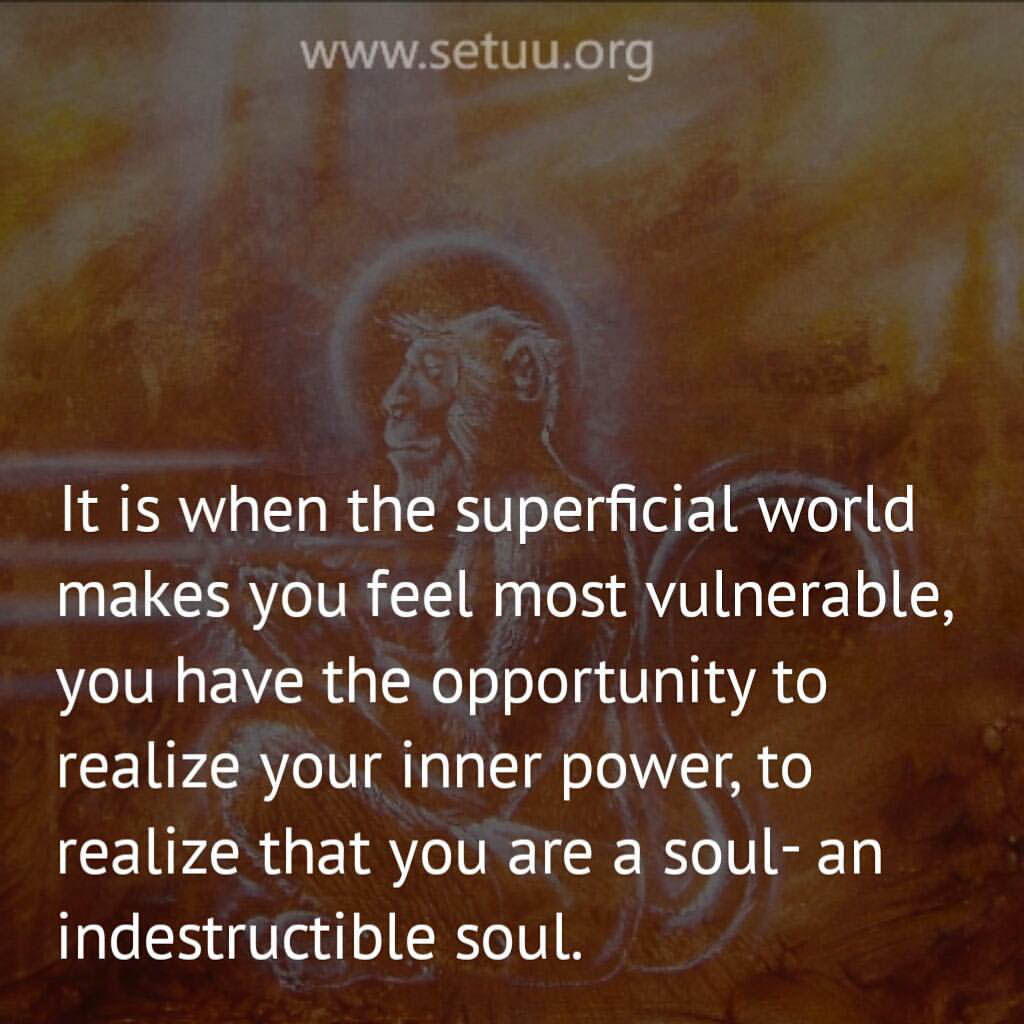 www.setuu.org
It is when the superficial world
makes you feel most vulnerable,
you have the opportunity to
realize your inner power, to
realize that you are a soul- an
indestructible soul.